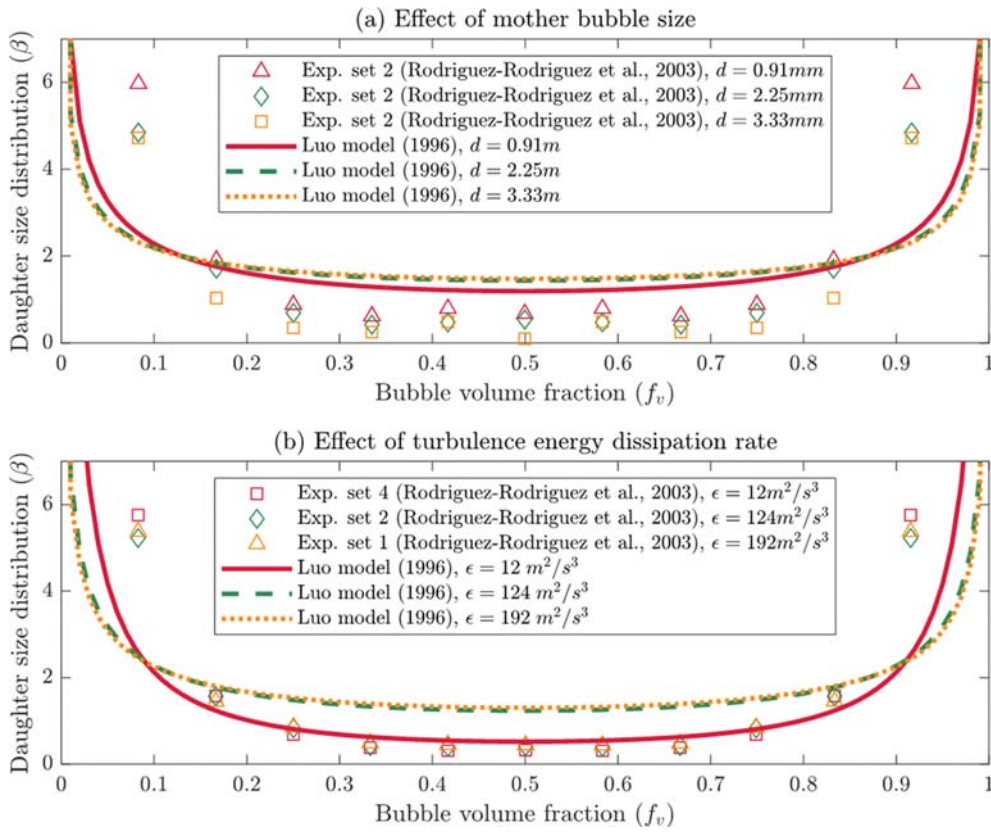 (a) Effect of mother bubble size
Daughter size distribution (β)
6
4
2
0
Exp. set 2 (Rodriguez-Rodriguez et al., 2003), d = 0.91mm
Exp. set 2 (Rodriguez-Rodriguez et al., 2003), d = 2.25mm
Exp. set 2 (Rodriguez-Rodriguez et al., 2003), d = 3.33mm
Luo model (1996), d = 0.91m
Luo model (1996), d = 2.25m
Luo model (1996), d = 3.33m
0 0.1 0.2 0.3 0.4 0.5 0.6 0.7 0.8 0.9 1
Bubble volume fraction (f_v)
(b) Effect of turbulence energy dissipation rate
Daughter size distribution (β)
6
4
2
0
Exp. set 4 (Rodriguez-Rodriguez et al., 2003), ϵ = 12m²/s³
Exp. set 2 (Rodriguez-Rodriguez et al., 2003), ϵ = 124m²/s³
Exp. set 1 (Rodriguez-Rodriguez et al., 2003), ϵ = 192m²/s³
Luo model (1996), ϵ = 12 m²/s³
Luo model (1996), ϵ = 124 m²/s³
Luo model (1996), ϵ = 192 m²/s³
0 0.1 0.2 0.3 0.4 0.5 0.6 0.7 0.8 0.9 1
Bubble volume fraction (f_v)